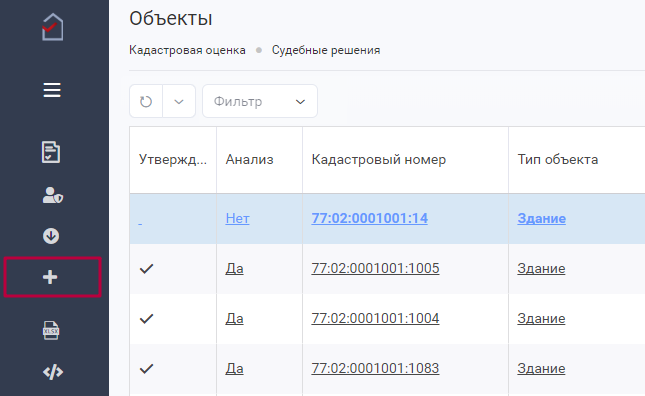 Объекты
Кадастровая оценка Судебные решения
Фильтр
Утвержд... Анализ Кадастровый номер Тип объекта
Нет 77:02:0001001:14 Здание
Да 77:02:0001001:1005 Здание
Да 77:02:0001001:1004 Здание
XLSX
Да 77:02:0001001:1083 Здание